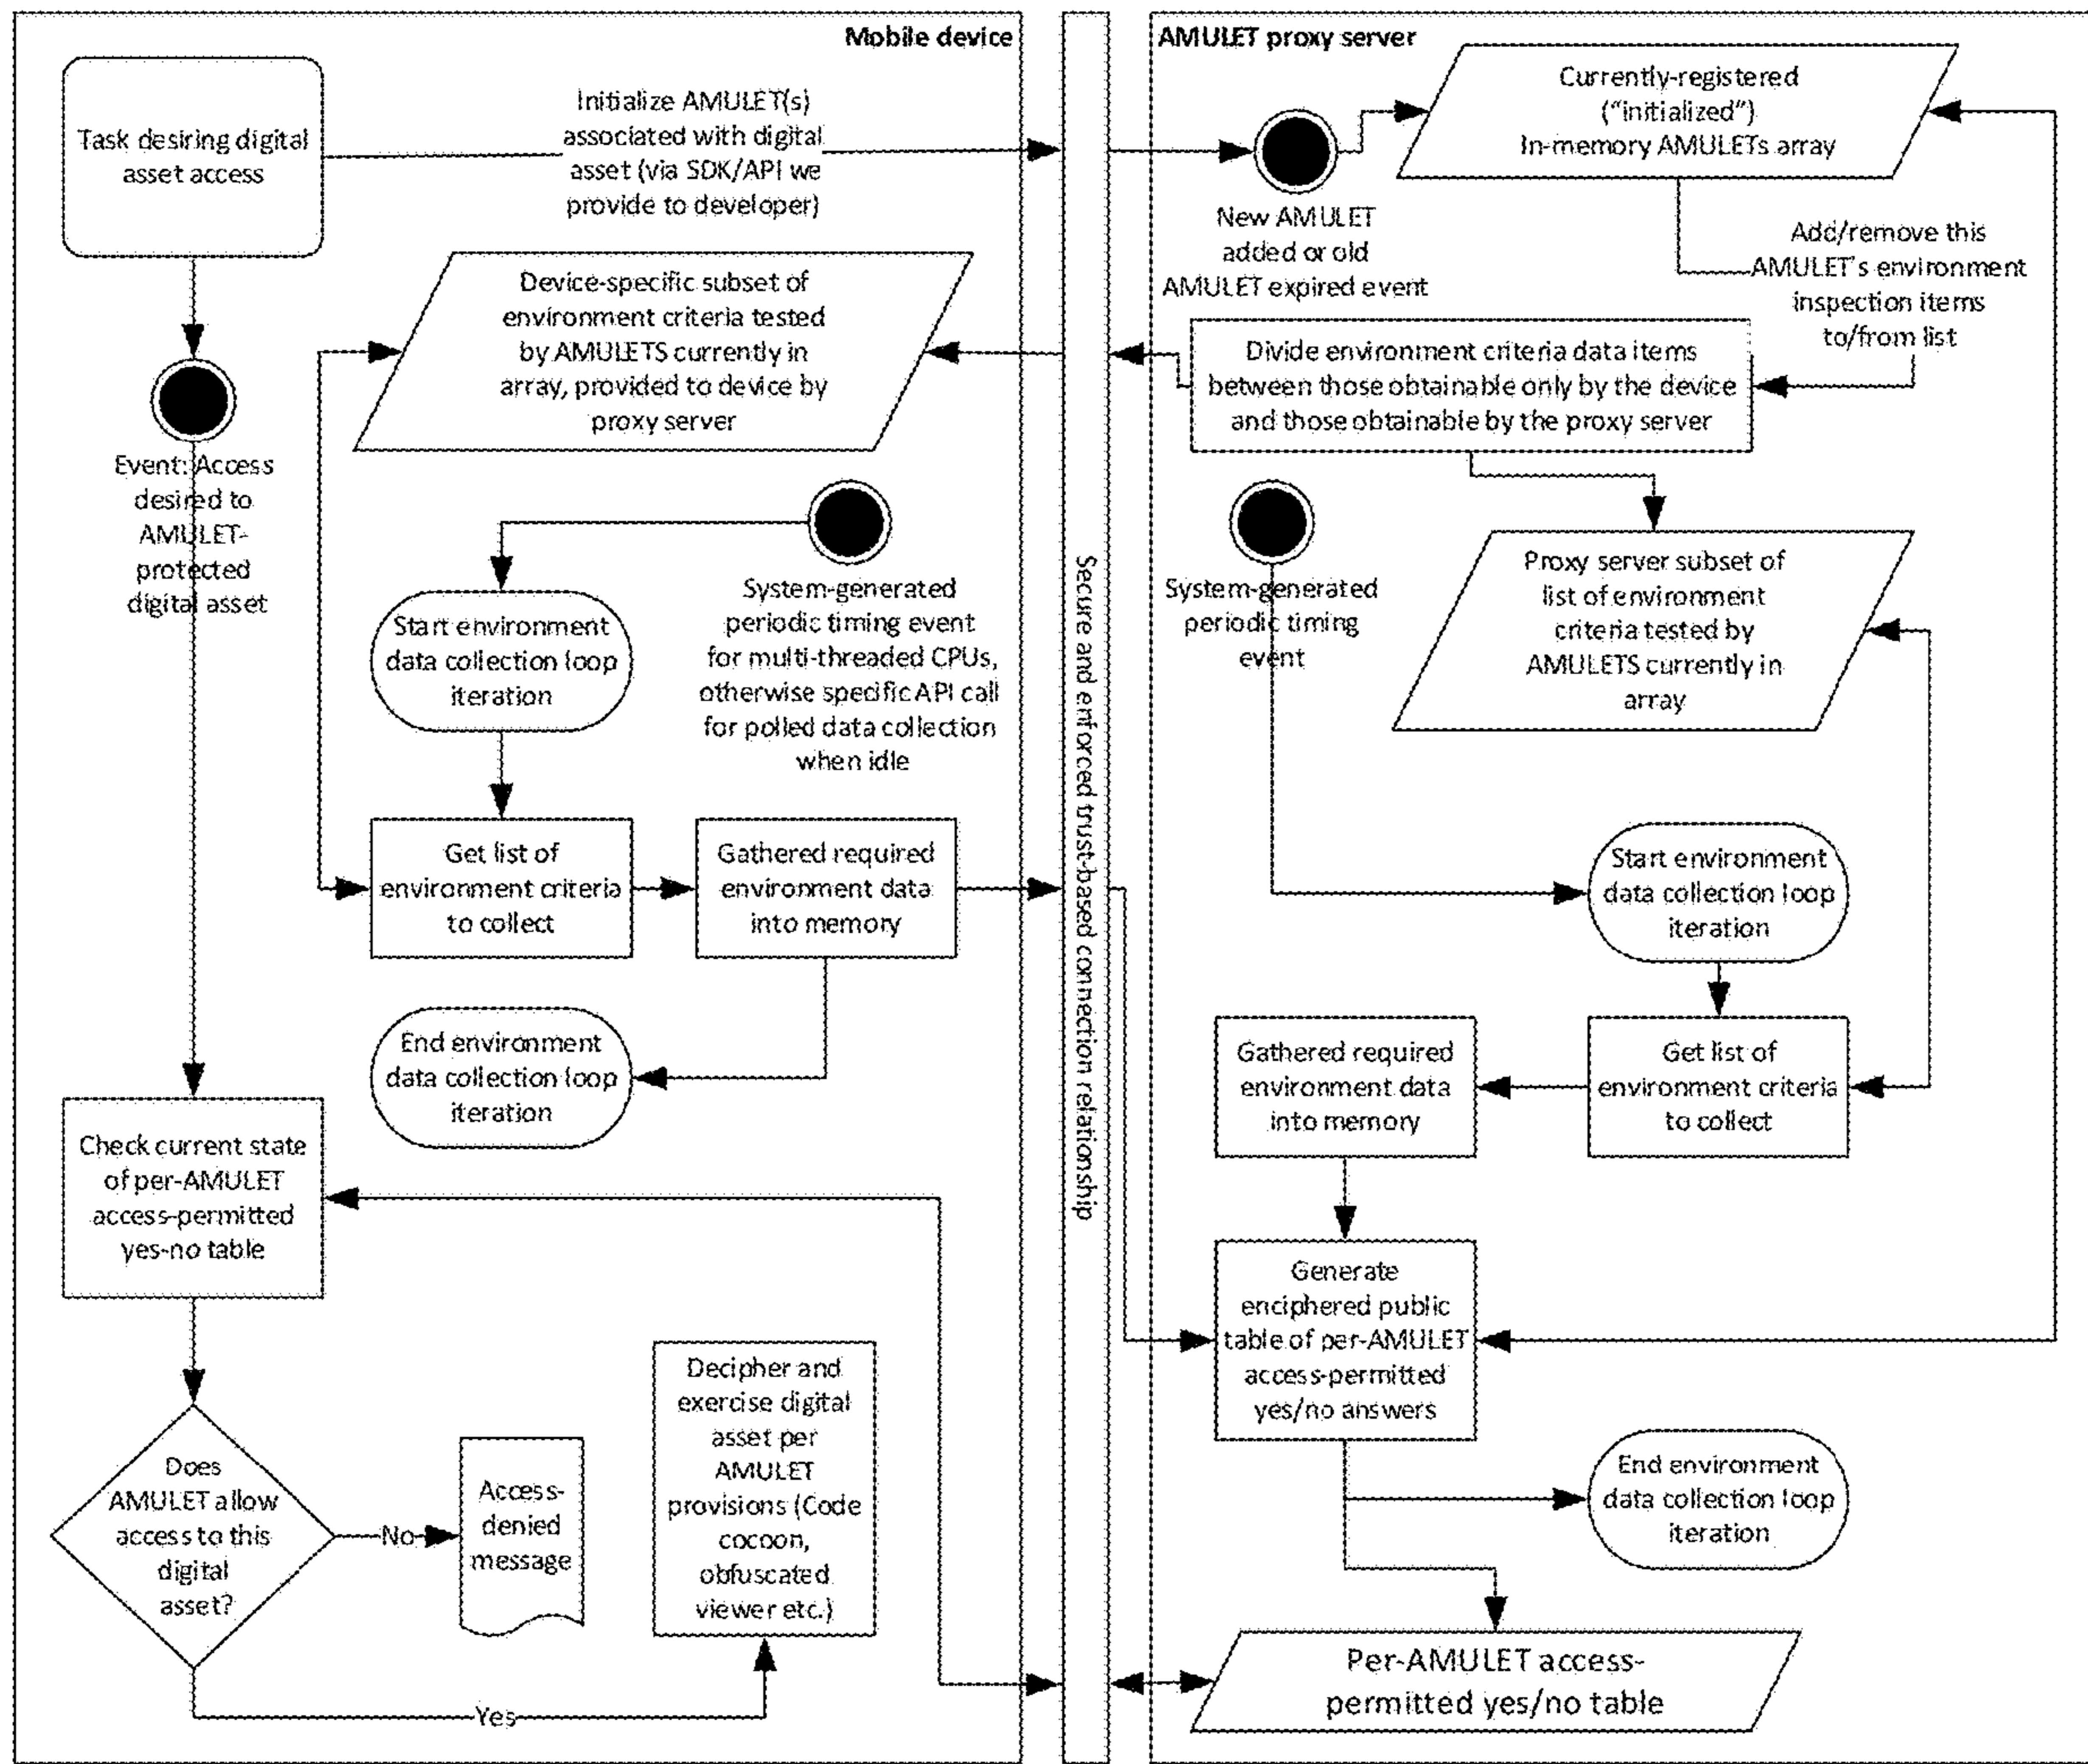 Mobile device
AMULET proxy server
Task desiring digital
asset access
Initialize AMULET(s)
associated with digital
asset (via SDK/API we
provide to developer)
New AMULET
added or old
AMULET expired event
Currently-registered
(“initialized”)
In-memory AMULETs array
Add/remove this
AMULET's environment
inspection items
to/from list
Device-specific subset of
environment criteria tested
by AMULETS currently in
array, provided to device by
proxy server
Divide environment criteria data items
between those obtainable only by the device
and those obtainable by the proxy server
Event: Access
desired to
AMULET-
protected
digital asset
Start environment
data collection loop
iteration
System-generated
periodic timing event
for multi-threaded CPUs,
otherwise specific API call
for polled data collection
when idle
Secure and enforced trust-based connection relationship
System-generated
periodic timing
event
Proxy server subset of
list of environment
criteria tested by
AMULETS currently in
array
Get list of
environment criteria
to collect
Gathered required
environment data
into memory
Start environment
data collection loop
iteration
End environment
data collection loop
iteration
Gathered required
environment data
into memory
Get list of
environment criteria
to collect
Check current state
of per-AMULET
access-permitted
yes-no table
Generate
enciphered public
table of per-AMULET
access-permitted
yes/no answers
Does
AMULET allow
access to this
digital
asset?
No
Access-
denied
message
Decipher and
exercise digital
asset per
AMULET
provisions (Code
cocoon,
obfuscated
viewer etc.)
End environment
data collection loop
iteration
Yes
Per-AMULET access-
permitted yes/no table